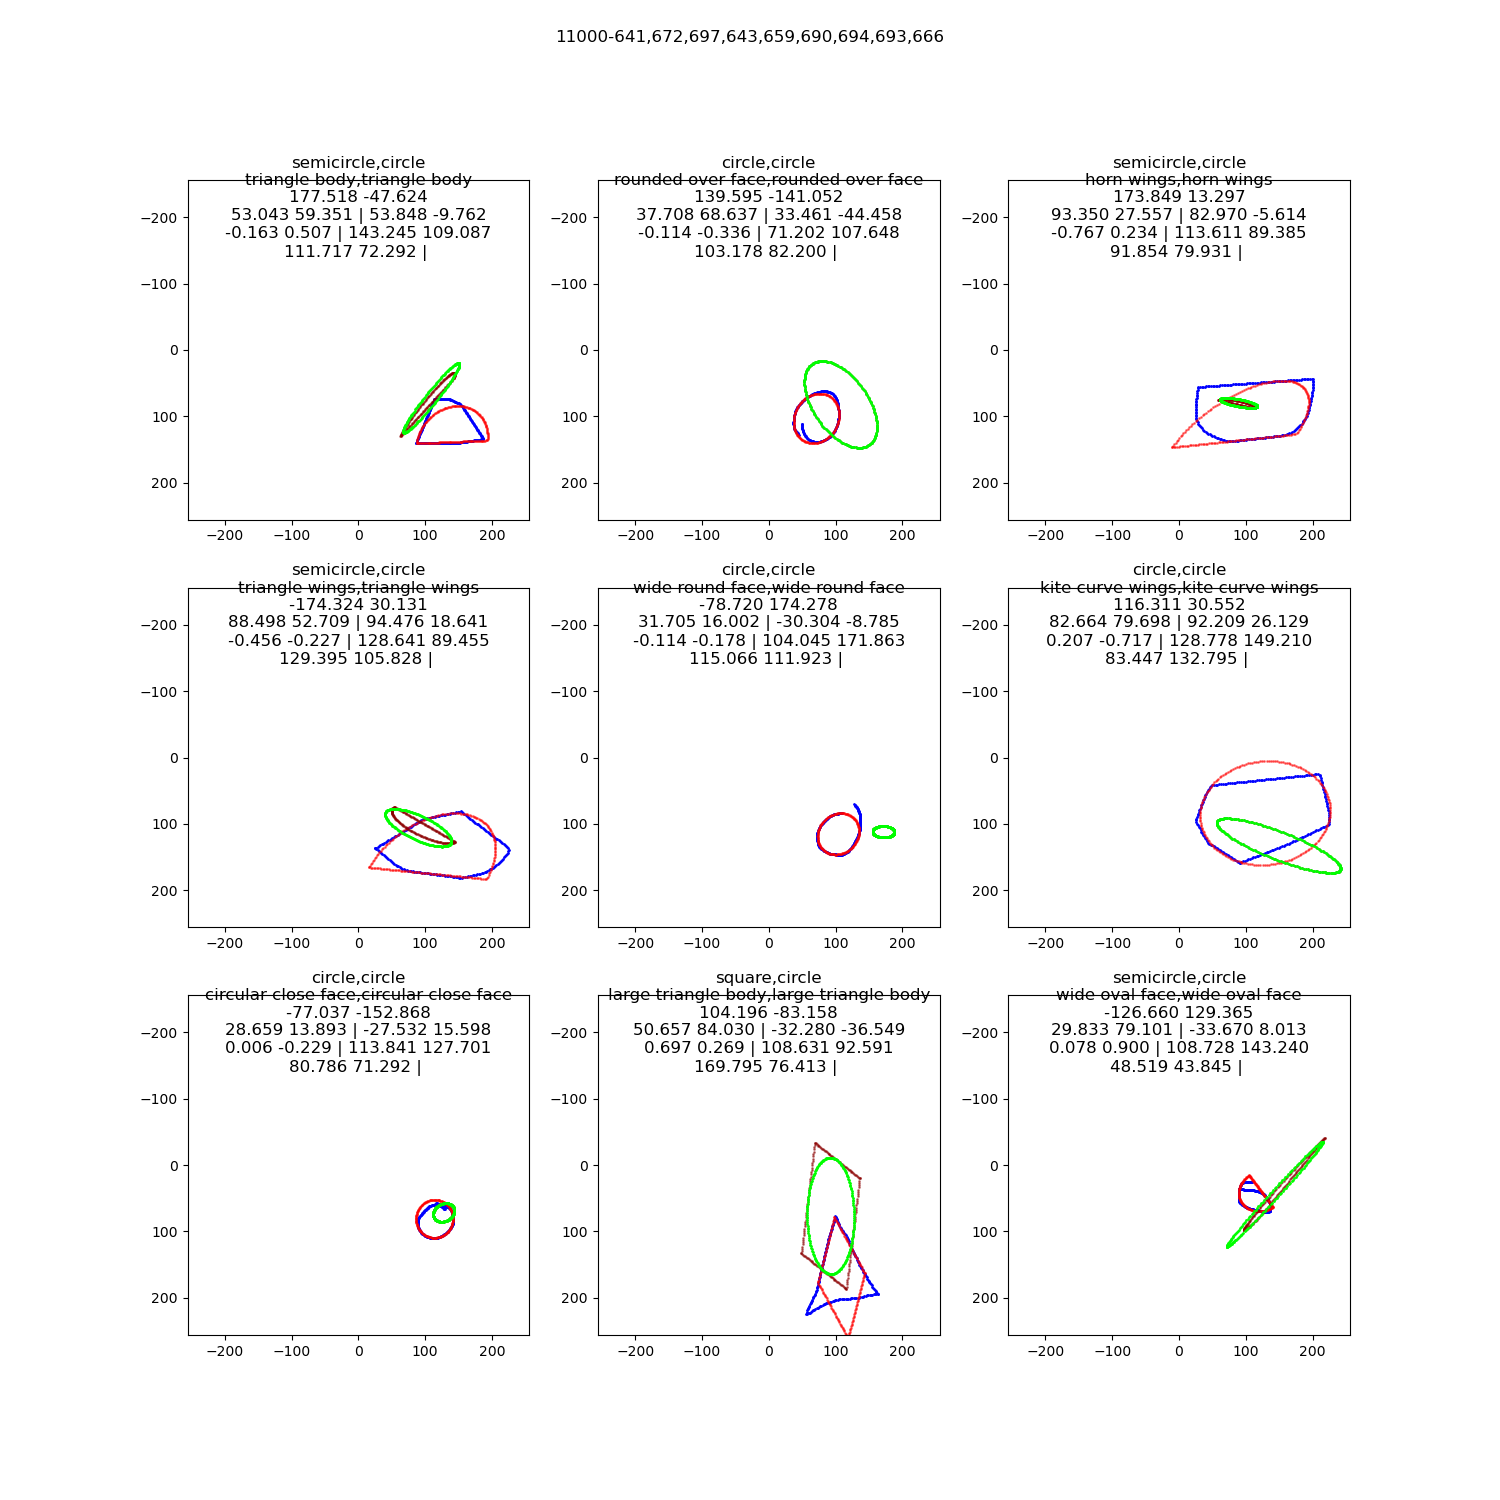 11000-641,672,697,643,659,690,694,693,666
semicircle,circle
triangle body,triangle body
177.518 -47.624
53.043 59.351 | 53.848 -9.762
-0.163 0.507 | 143.245 109.087
111.717 72.292 |
−200
−100
0
100
200
−200 −100 0 100 200
circle,circle
rounded over face,rounded over face
139.595 -141.052
37.708 68.637 | 33.461 -44.458
-0.114 -0.336 | 71.202 107.648
103.178 82.200 |
−200
−100
0
100
200
−200 −100 0 100 200
semicircle,circle
horn wings,horn wings
173.849 13.297
93.350 27.557 | 82.970 -5.614
-0.767 0.234 | 113.611 89.385
91.854 79.931 |
−200
−100
0
100
200
−200 −100 0 100 200
semicircle,circle
triangle wings,triangle wings
-174.324 30.131
88.498 52.709 | 94.476 18.641
-0.456 -0.227 | 128.641 89.455
129.395 105.828 |
−200
−100
0
100
200
−200 −100 0 100 200
circle,circle
wide round face,wide round face
-78.720 174.278
31.705 16.002 | -30.304 -8.785
-0.114 -0.178 | 104.045 171.863
115.066 111.923 |
−200
−100
0
100
200
−200 −100 0 100 200
circle,circle
kite curve wings,kite curve wings
116.311 30.552
82.664 79.698 | 92.209 26.129
0.207 -0.717 | 128.778 149.210
83.447 132.795 |
−200
−100
0
100
200
−200 −100 0 100 200
circle,circle
circular close face,circular close face
-77.037 -152.868
28.659 13.893 | -27.532 15.598
0.006 -0.229 | 113.841 127.701
80.786 71.292 |
−200
−100
0
100
200
−200 −100 0 100 200
square,circle
large triangle body,large triangle body
104.196 -83.158
50.657 84.030 | -32.280 -36.549
0.697 0.269 | 108.631 92.591
169.795 76.413 |
−200
−100
0
100
200
−200 −100 0 100 200
semicircle,circle
wide oval face,wide oval face
-126.660 129.365
29.833 79.101 | -33.670 8.013
0.078 0.900 | 108.728 143.240
48.519 43.845 |
−200
−100
0
100
200
−200 −100 0 100 200